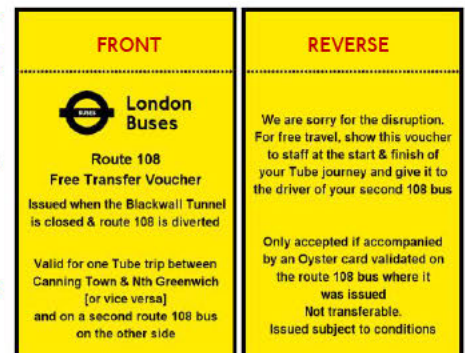 FRONT
BUSES
London
Buses
Route 108
Free Transfer Voucher
Issued when the Blackwall Tunnel
is closed & route 108 is diverted
Valid for one Tube trip between
Canning Town & Nth Greenwich
[or vice versa]
and on a second route 108 bus
on the other side
REVERSE
We are sorry for the disruption.
For free travel, show this voucher
to staff at the start & finish of
your Tube journey and give it to
the driver of your second 108 bus
Only accepted if accompanied
by an Oyster card validated on
the route 108 bus where it
was issued
Not transferable.
Issued subject to conditions